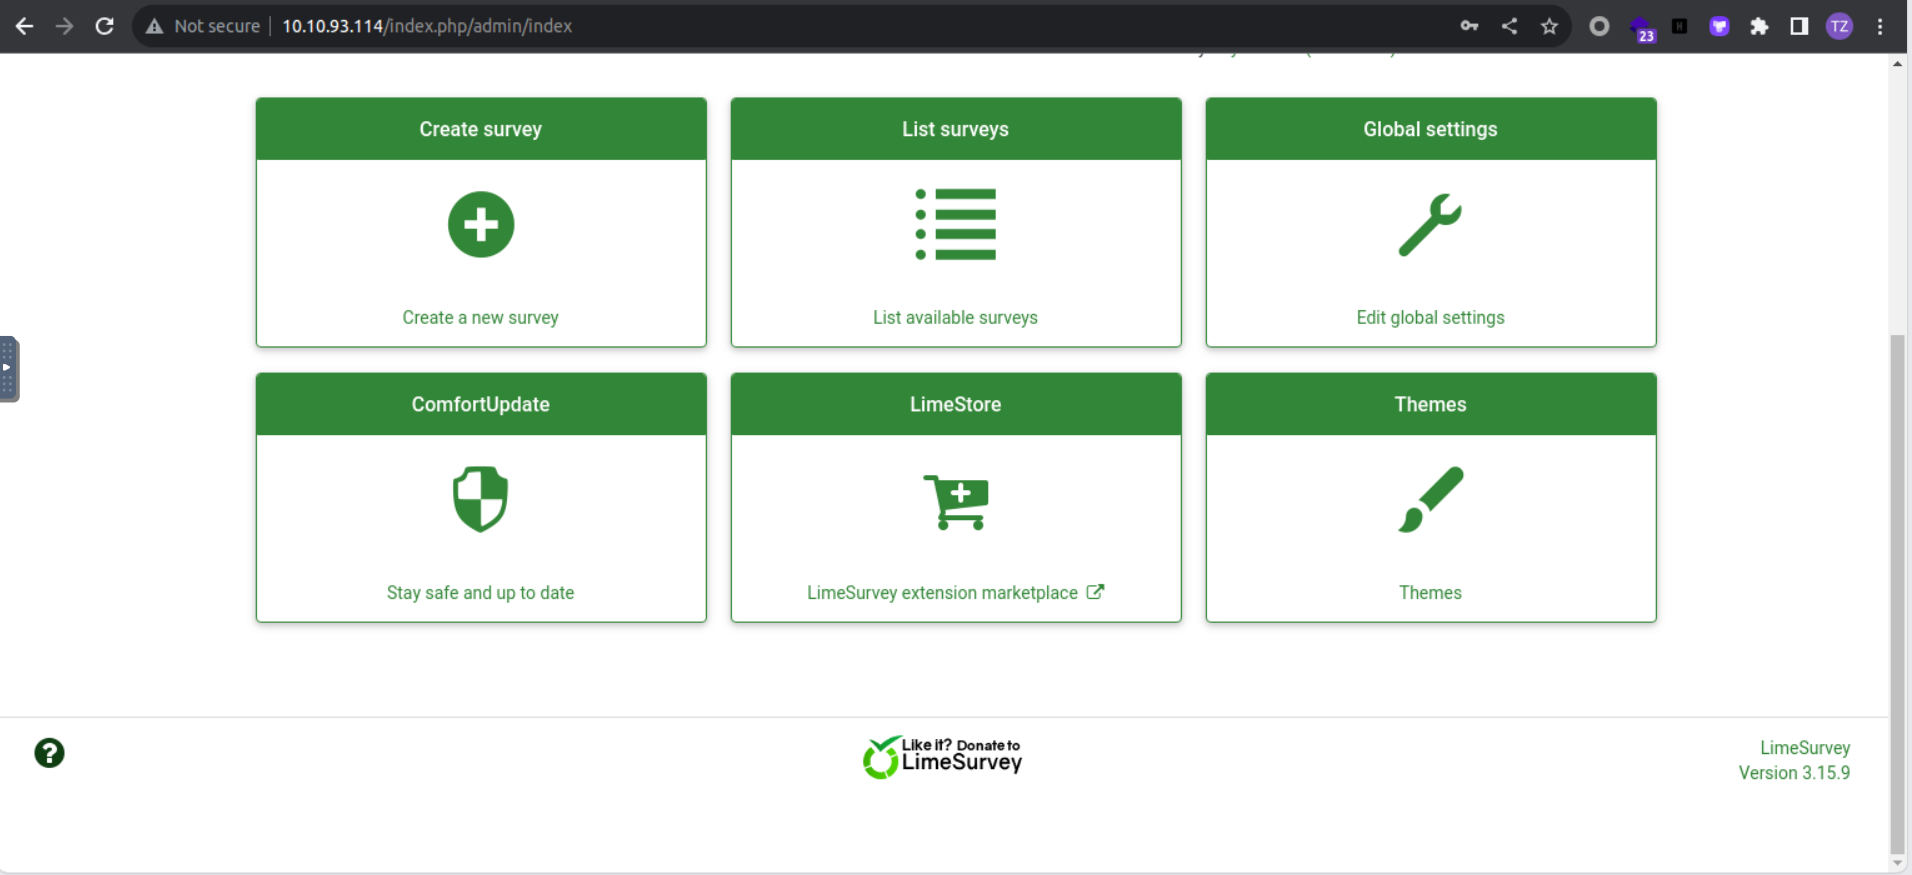 Not secure 10.10.93.114/index.php/admin/index
23
TZ
Create survey
List surveys
Global settings
Create a new survey
List available surveys
Edit global settings
ComfortUpdate
LimeStore
Themes
Stay safe and up to date
LimeSurvey extension marketplace
Themes
?
Like it? Donate to
LimeSurvey
LimeSurvey
Version 3.15.9